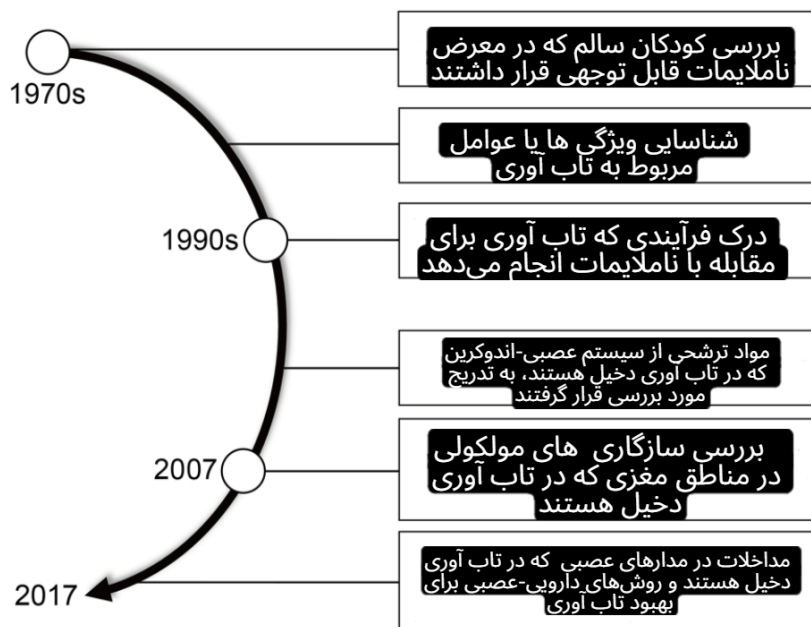 بررسی کودکان سالم که در معرض
ناملایمات قابل توجهی قرار داشتند
1970s
شناسایی ویژگی ها یا عوامل
مربوط به تاب آوری
1990s
درک فرآیندی که تاب آوری برای
مقابله با ناملایمات انجام می‌دهد
مواد ترشحی از سیستم عصبی-اندوکرین
که در تاب آوری دخیل هستند، به تدریج
مورد بررسی قرار گرفتند
2007
بررسی سازگاری های مولکولی
در مناطق مغزی که در تاب آوری
دخیل هستند
2017
مداخلات در مدارهای عصبی که در تاب آوری
دخیل هستند و روش‌های دارویی-عصبی برای
بهبود تاب آوری